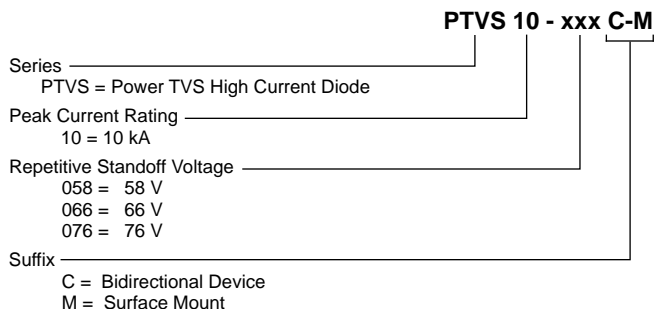 PTVS 10 - xxx C-M
Series
PTVS = Power TVS High Current Diode
Peak Current Rating
10 = 10 kA
Repetitive Standoff Voltage
058 = 58 V
066 = 66 V
076 = 76 V
Suffix
C = Bidirectional Device
M = Surface Mount